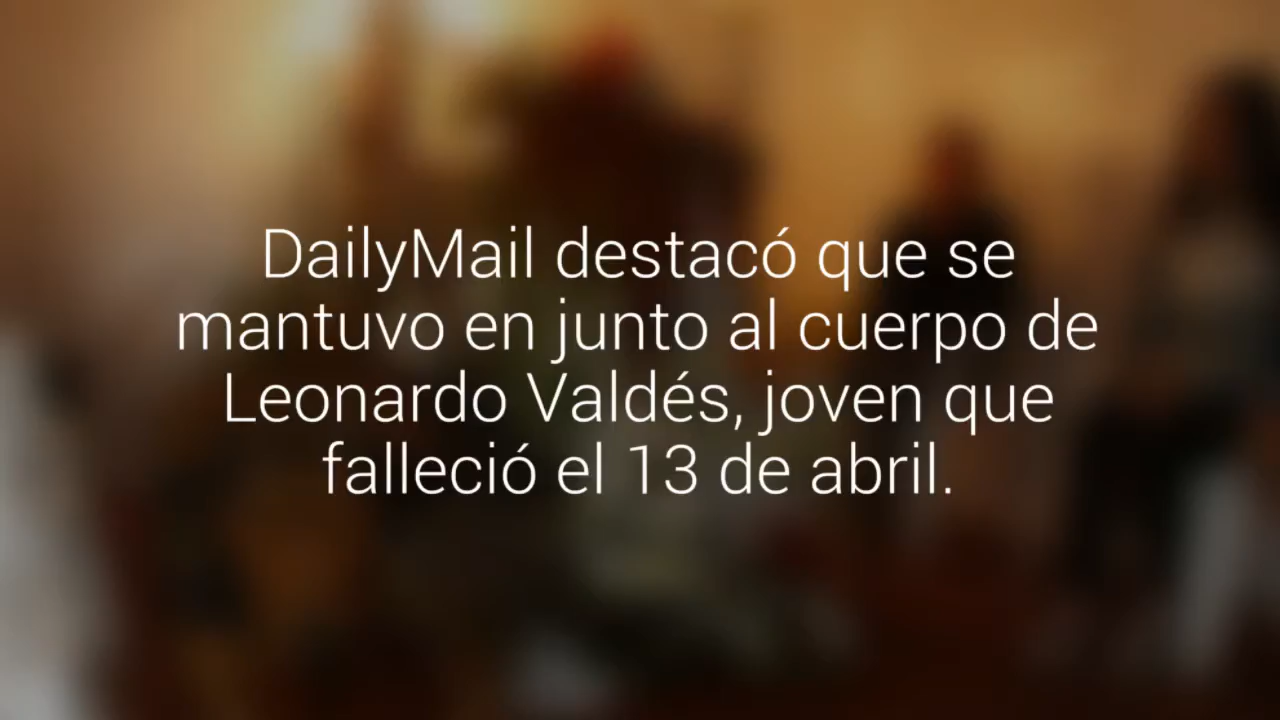 DailyMail destacó que se
mantuvo en junto al cuerpo de
Leonardo Valdés, joven que
falleció el 13 de abril.